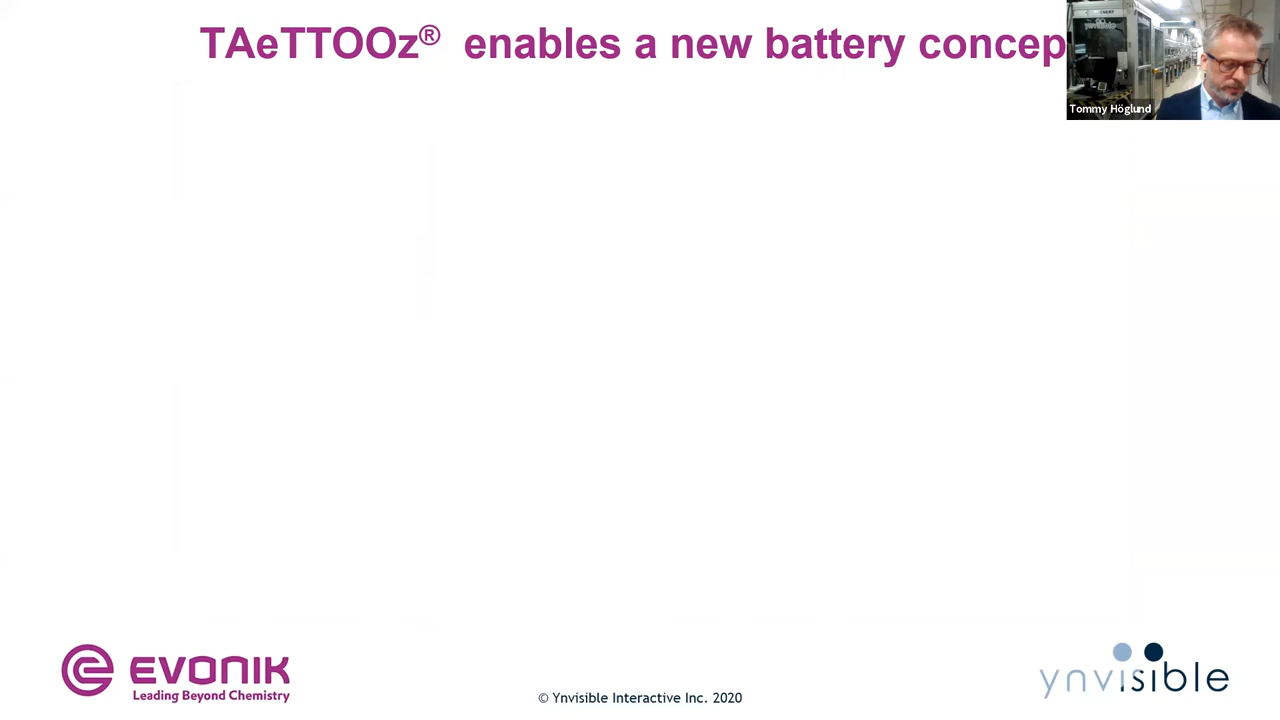 TAeTTOOz® enables a new battery concep
Tommy Höglund
EVONIK
Leading Beyond Chemistry
© Ynvisible Interactive Inc. 2020
ynvisible